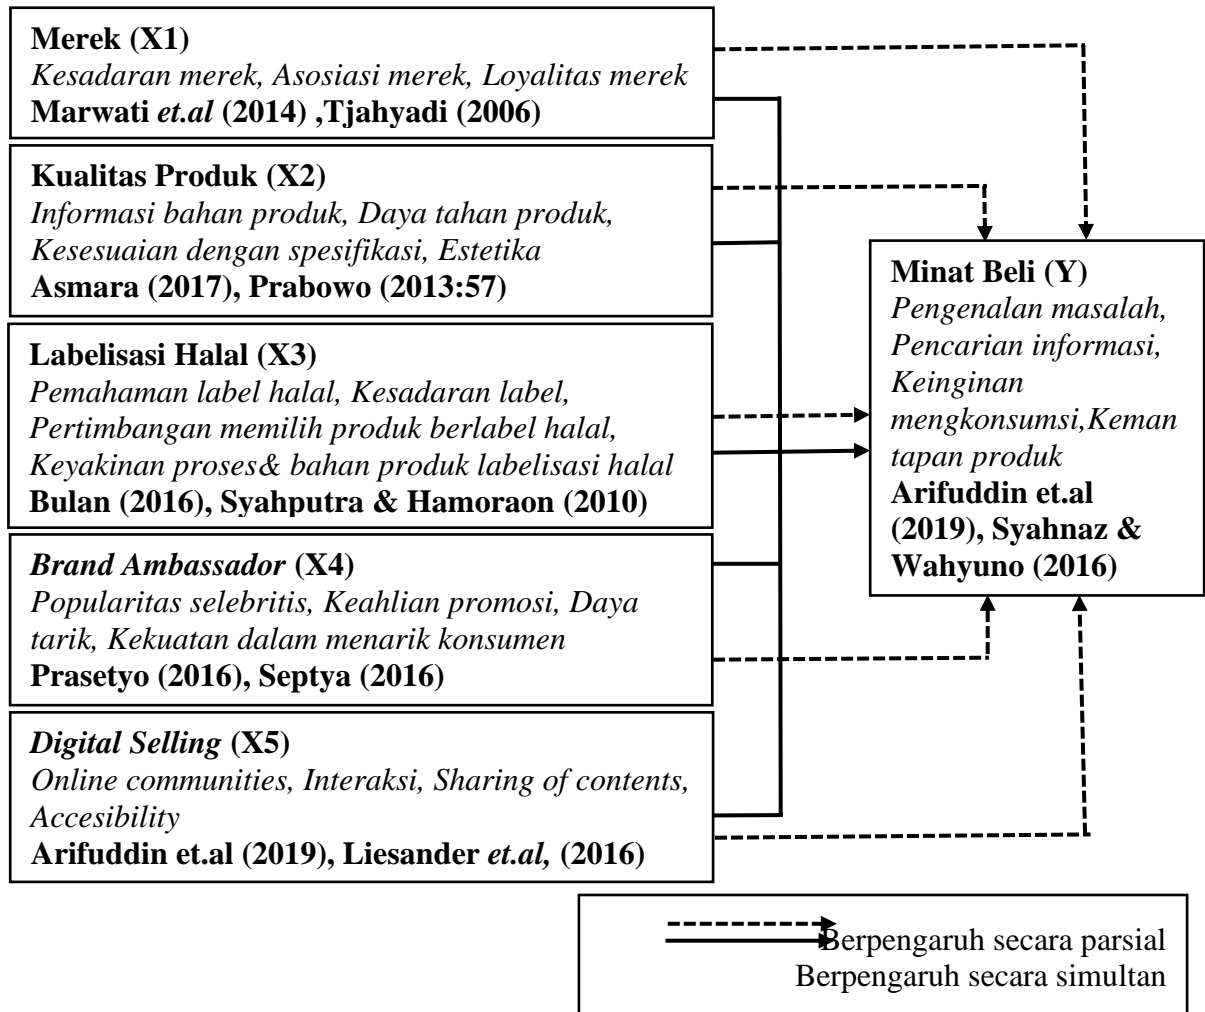 Merek (X1)
Kesadaran merek, Asosiasi merek, Loyalitas merek
Marwati et.al (2014) ,Tjahyadi (2006)
Kualitas Produk (X2)
Informasi bahan produk, Daya tahan produk,
Kesesuaian dengan spesifikasi, Estetika
Asmara (2017), Prabowo (2013:57)
Labelisasi Halal (X3)
Pemahaman label halal, Kesadaran label,
Pertimbangan memilih produk berlabel halal,
Keyakinan proses& bahan produk labelisasi halal
Bulan (2016), Syahputra & Hamoraon (2010)
Brand Ambassador (X4)
Popularitas selebritis, Keahlian promosi, Daya
tarik, Kekuatan dalam menarik konsumen
Prasetyo (2016), Septya (2016)
Digital Selling (X5)
Online communities, Interaksi, Sharing of contents,
Accesibility
Arifuddin et.al (2019), Liesander et.al, (2016)
Minat Beli (Y)
Pengenalan masalah,
Pencarian informasi,
Keinginan
mengkonsumsi,Keman
tapan produk
Arifuddin et.al
(2019), Syahnaz &
Wahyuno (2016)
Berpengaruh secara parsial
Berpengaruh secara simultan